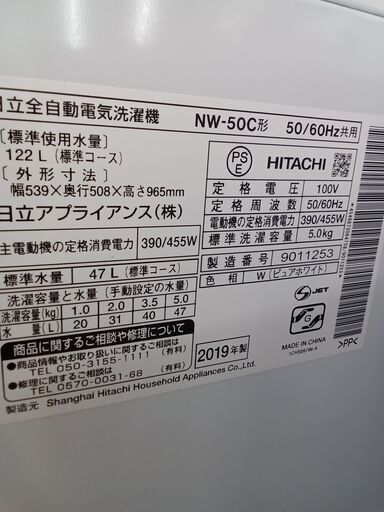 日立全自動電気洗濯機 NW-50C形 50/60Hz共用
〔標準使用水量〕
122L(標準コース)
〔外形寸法〕
幅539×奥行508×高さ965mm
日立アプライアンス(株)
主電動機の定格消費電力 390/455W
標準水量 47L(標準コース)
洗濯容量と水量(手動設定の水量)
洗濯容量(kg) 1.0 2.0 3.5 5.0
水量(L) 20 31 40 47
PS
E
HITACHI
定格電圧 100V
定格周波数 50/60Hz
電動機の定格消費電力 390/455W
標準洗濯容量 5.0kg
製造番号 9011253
色相 W(ピュアホワイト)
商品に関するご相談や修理について
●商品情報やお取り扱いに関するご相談
TEL 050-3155-1111 (有料)
●修理に関するご相談
TEL 0570-0031-68 (有料)
2019年製
S JET
G
MADE IN CHINA
>PP<
製造元 Shanghai Hitachi Household Appliances Co.,Ltd.